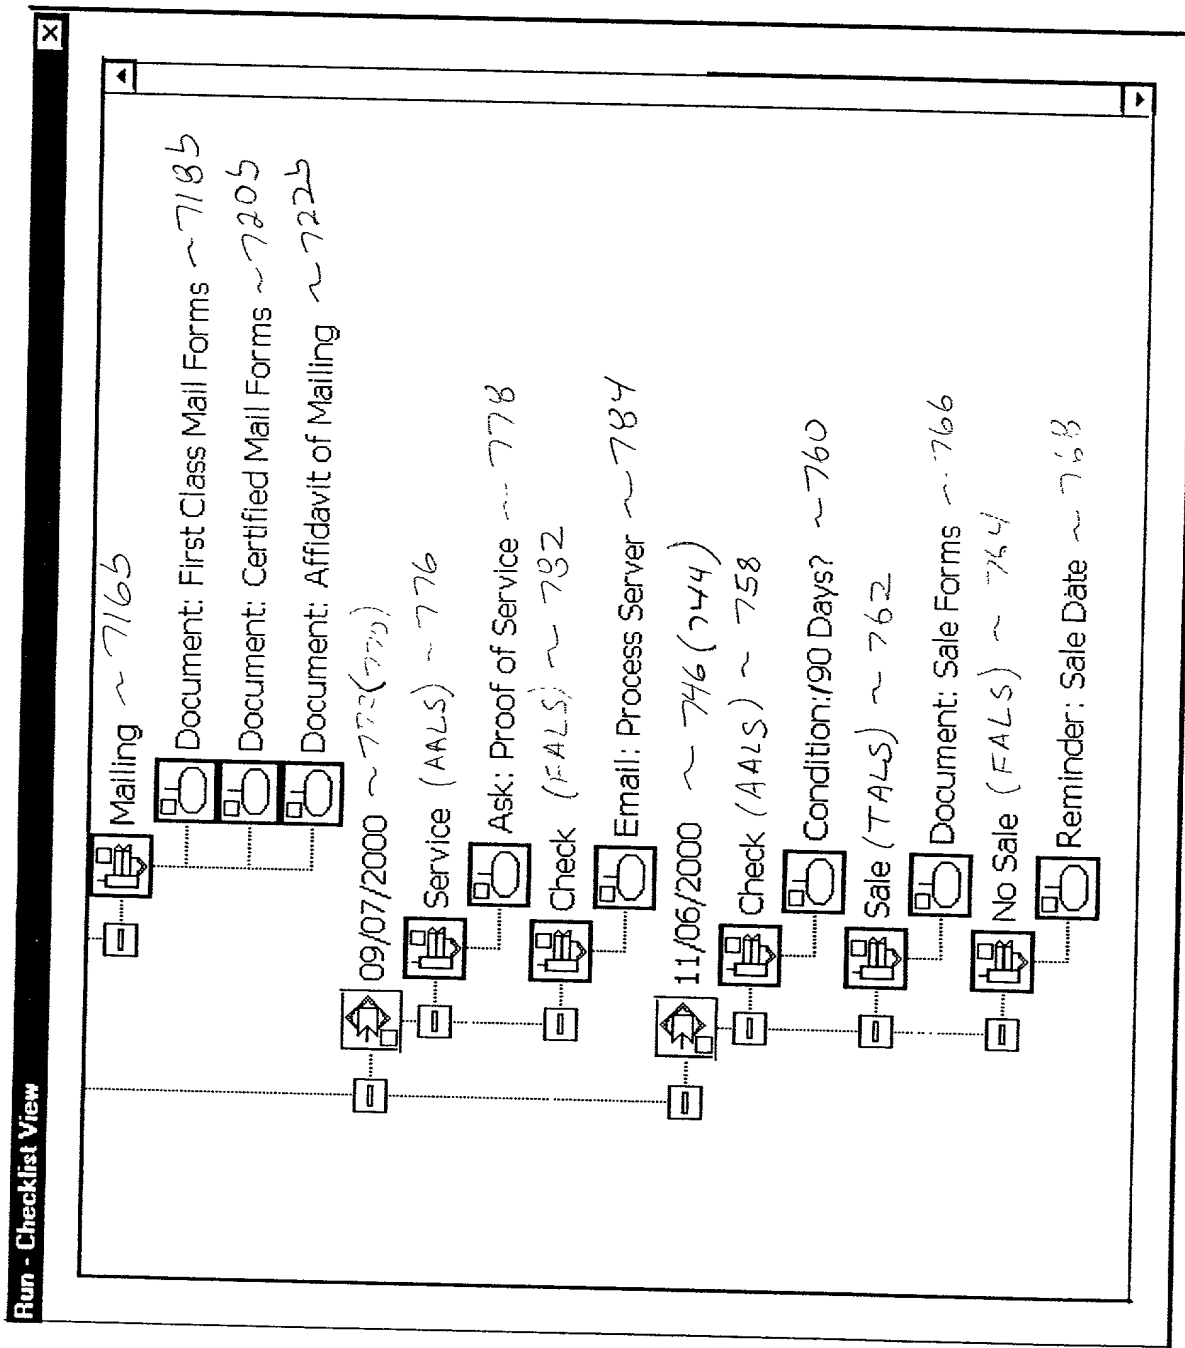 Run - Checklist View
Mailing ~ 716b
Document: First Class Mail Forms ~ 718b
Document: Certified Mail Forms ~ 720b
Document: Affidavit of Mailing ~ 722b
09/07/2000 ~ 772 (770)
Service (AALS) ~ 776
Ask: Proof of Service ~ 778
Check (FALS) ~ 782
Email: Process Server ~ 784
11/06/2000 ~ 746 (744)
Check (AALS) ~ 758
Condition:/90 Days? ~ 760
Sale (TALS) ~ 762
Document: Sale Forms ~ 766
No Sale (FALS) ~ 764
Reminder: Sale Date ~ 768